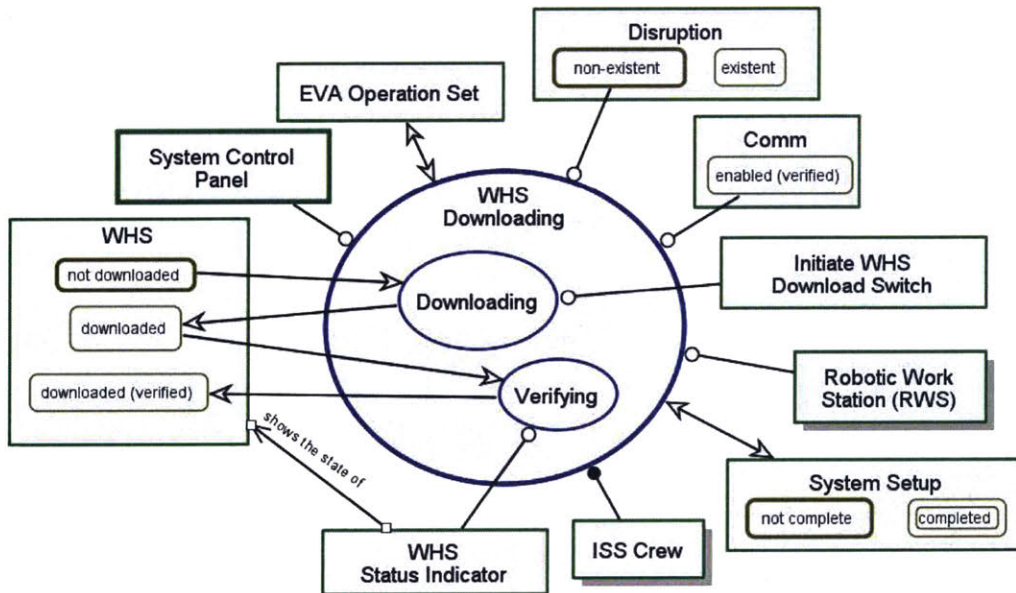 Disruption
non-existent
existent
EVA Operation Set
Comm
enabled (verified)
System Control
Panel
WHS
Downloading
WHS
not downloaded
Initiate WHS
Download Switch
Downloading
downloaded
Robotic Work
Station (RWS)
downloaded (verified)
Verifying
shows the state of
System Setup
not complete
completed
WHS
Status Indicator
ISS Crew